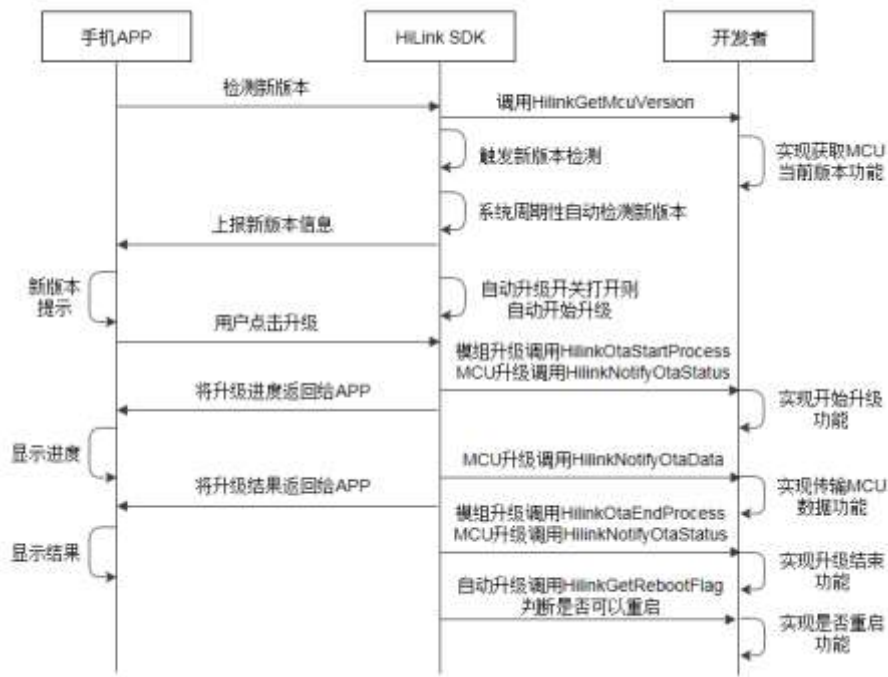 手机APP
HiLink SDK
开发者
检测新版本
调用HilinkGetMcuVersion
触发新版本检测
实现获取MCU
当前版本功能
系统周期性自动检测新版本
上报新版本信息
新版本
提示
自动升级开关打开则
自动开始升级
用户点击升级
模组升级调用HilinkOtaStartProcess
MCU升级调用HilinkNotifyOtaStatus
将升级进度返回给APP
实现开始升级
功能
显示进度
MCU升级调用HilinkNotifyOtaData
将升级结果返回给APP
实现传输MCU
数据功能
模组升级调用HilinkOtaEndProcess
MCU升级调用HilinkNotifyOtaStatus
显示结果
实现升级结束
功能
自动升级调用HilinkGetRebootFlag
判断是否可以重启
实现是否重启
功能